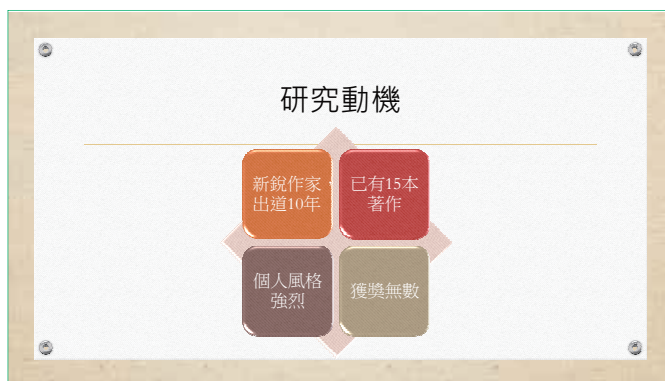 研究動機
新銳作家，
出道10年
已有15本
著作
個人風格
強烈
獲獎無數